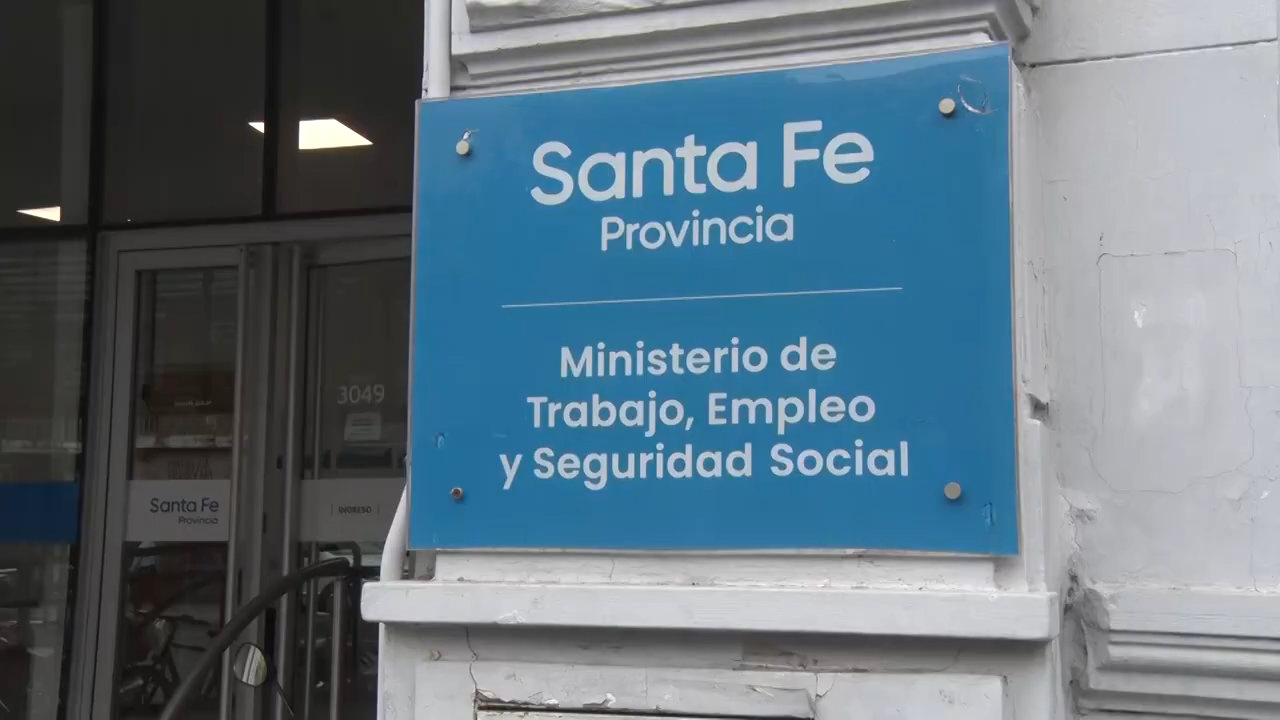 Santa Fe
Provincia
Ministerio de
Trabajo, Empleo
y Seguridad Social
3049
Santa Fe
Provincia
INGRESO